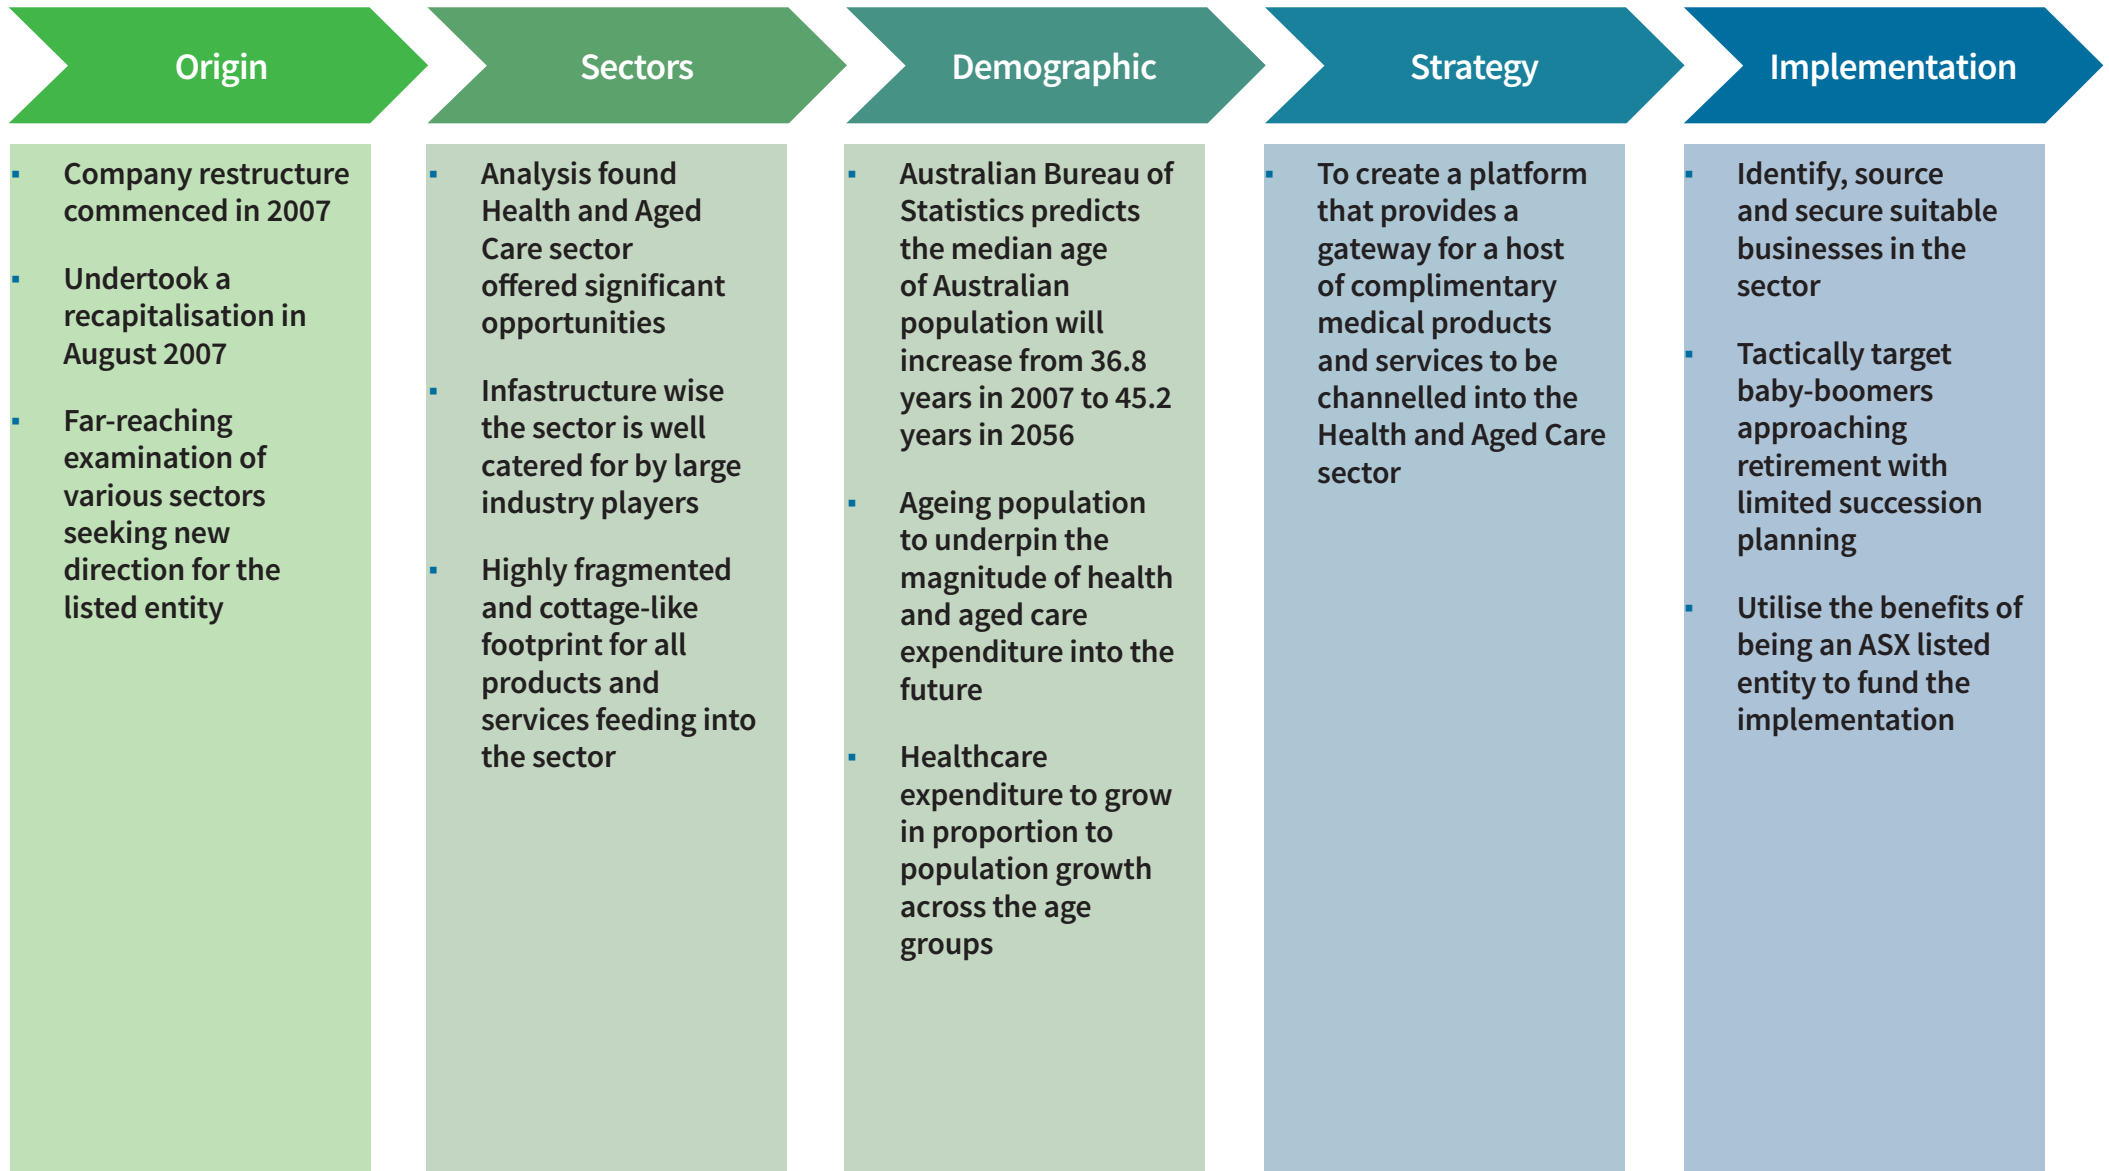 Origin
Sectors
Demographic
Strategy
Implementation
▪ Company restructure
commenced in 2007
▪ Undertook a
recapitalisation in
August 2007
▪ Far-reaching
examination of
various sectors
seeking new
direction for the
listed entity
▪ Analysis found
Health and Aged
Care sector
offered significant
opportunities
▪ Infastructure wise
the sector is well
catered for by large
industry players
▪ Highly fragmented
and cottage-like
footprint for all
products and
services feeding into
the sector
▪ Australian Bureau of
Statistics predicts
the median age
of Australian
population will
increase from 36.8
years in 2007 to 45.2
years in 2056
▪ Ageing population
to underpin the
magnitude of health
and aged care
expenditure into the
future
▪ Healthcare
expenditure to grow
in proportion to
population growth
across the age
groups
▪ To create a platform
that provides a
gateway for a host
of complimentary
medical products
and services to be
channelled into the
Health and Aged Care
sector
▪ Identify, source
and secure suitable
businesses in the
sector
▪ Tactically target
baby-boomers
approaching
retirement with
limited succession
planning
▪ Utilise the benefits of
being an ASX listed
entity to fund the
implementation